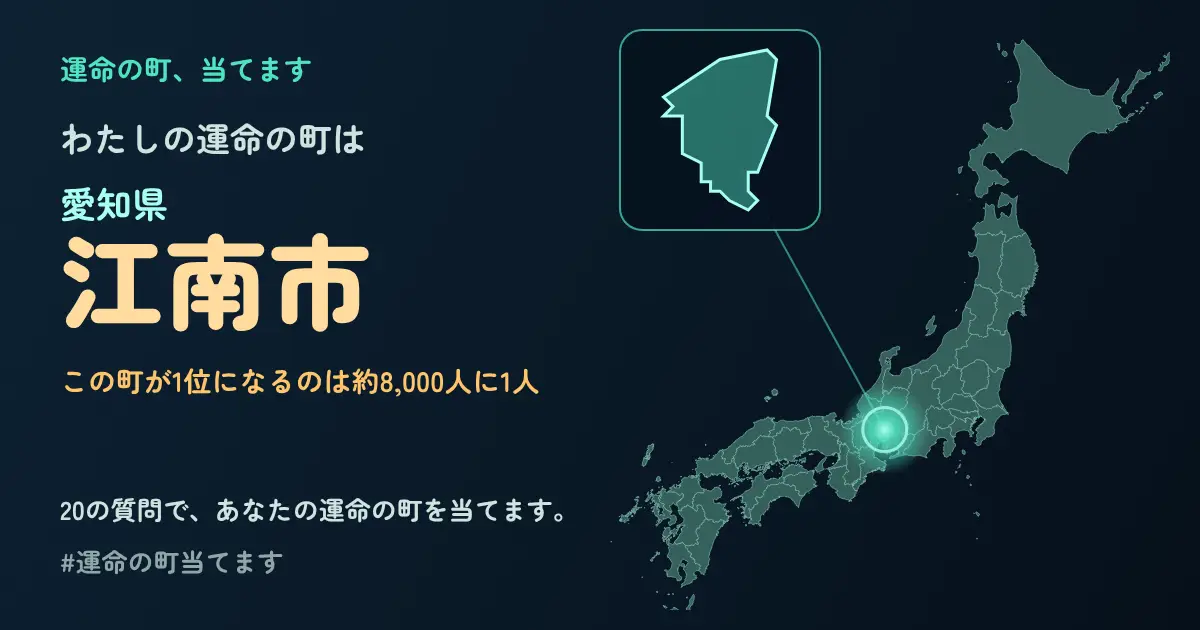 運命の町、当てます
わたしの運命の町は
愛知県
江南市
この町が1位になるのは約8,000人に1人
20の質問で、あなたの運命の町を当てます。
#運命の町当てます